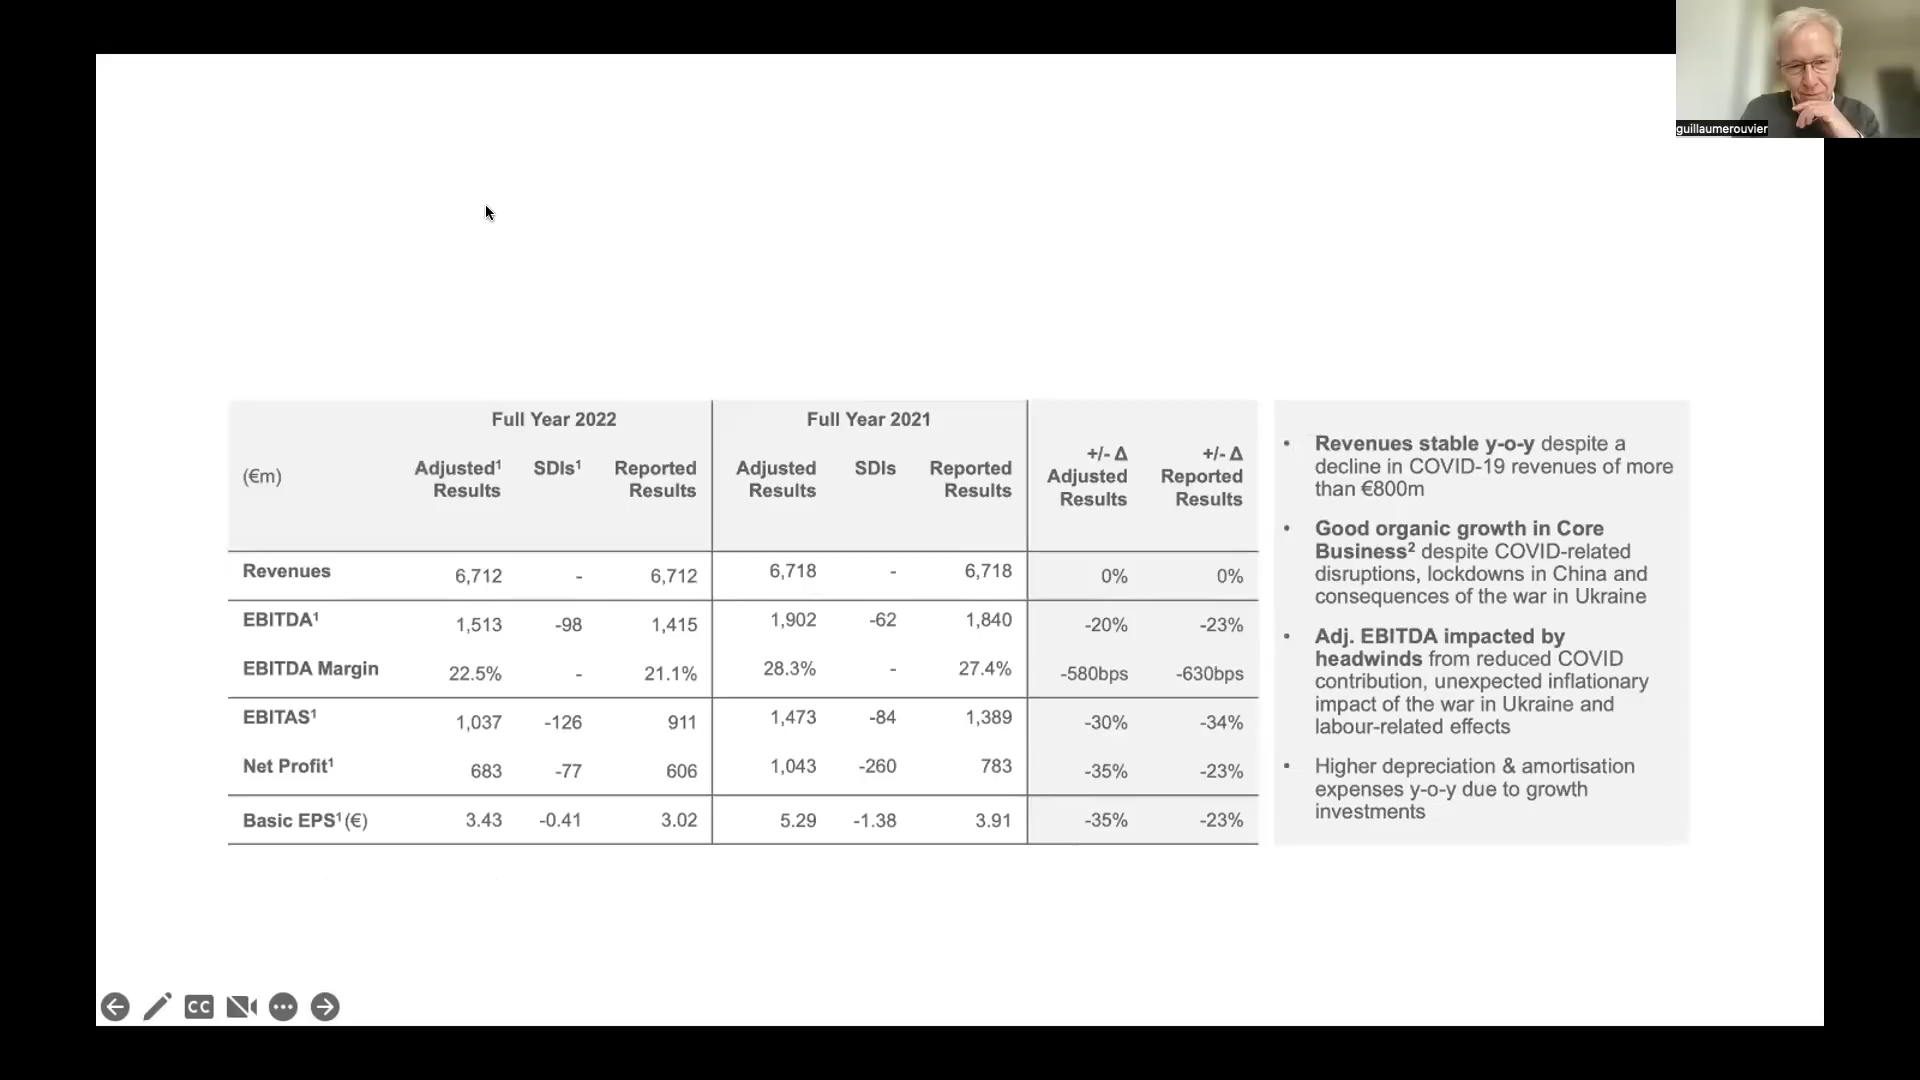 guillaumerouvier
Full Year 2022 Full Year 2021
(€m) Adjusted¹ Results SDIs¹ Reported Results Adjusted Results SDIs Reported Results +/- Δ Adjusted Results +/- Δ Reported Results
Revenues 6,712 - 6,712 6,718 - 6,718 0% 0%
EBITDA¹ 1,513 -98 1,415 1,902 -62 1,840 -20% -23%
EBITDA Margin 22.5% - 21.1% 28.3% - 27.4% -580bps -630bps
EBITAS¹ 1,037 -126 911 1,473 -84 1,389 -30% -34%
Net Profit¹ 683 -77 606 1,043 -260 783 -35% -23%
Basic EPS¹ (€) 3.43 -0.41 3.02 5.29 -1.38 3.91 -35% -23%
• Revenues stable y-o-y despite a
decline in COVID-19 revenues of more
than €800m
• Good organic growth in Core
Business² despite COVID-related
disruptions, lockdowns in China and
consequences of the war in Ukraine
• Adj. EBITDA impacted by
headwinds from reduced COVID
contribution, unexpected inflationary
impact of the war in Ukraine and
labour-related effects
• Higher depreciation & amortisation
expenses y-o-y due to growth
investments
CC